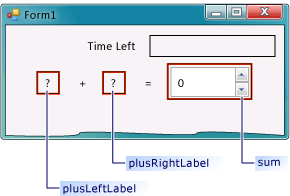 Form1
Time Left
? + ? = 0
plusRightLabel
sum
plusLeftLabel